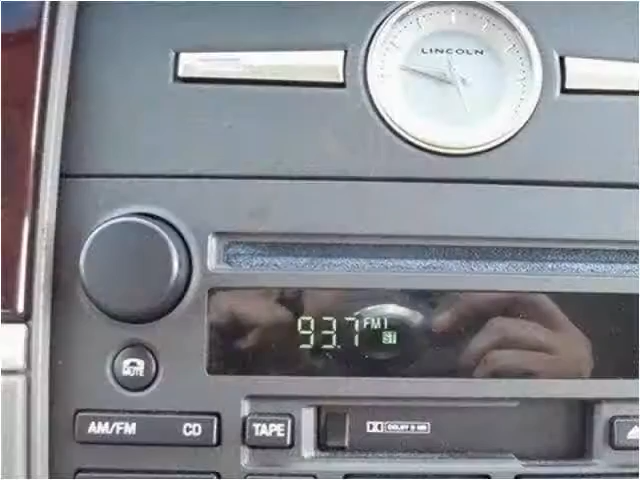 LINCOLN
93.7 FM1
ST
MUTE
AM/FM CD
TAPE
DOLBY B NR